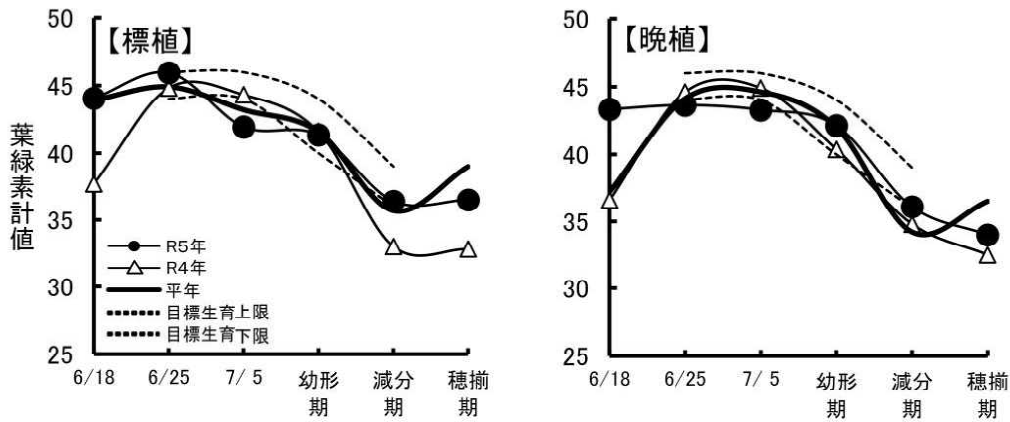 【標植】
50
45
40
35
30
25
葉緑素計値
R5年
R4年
平年
目標生育上限
目標生育下限
6/18
6/25
7/ 5
幼形
期
減分
期
穂揃
期
【晩植】
50
45
40
35
30
25
6/18
6/25
7/ 5
幼形
期
減分
期
穂揃
期